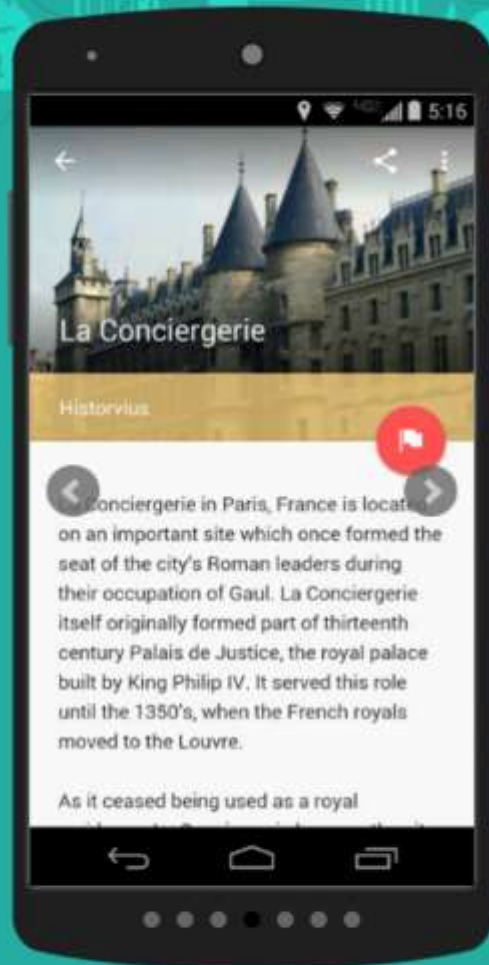 5:16
La Conciergerie
Historvius
Conciergerie in Paris, France is located
on an important site which once formed the
seat of the city's Roman leaders during
their occupation of Gaul. La Conciergerie
itself originally formed part of thirteenth
century Palais de Justice, the royal palace
built by King Philip IV. It served this role
until the 1350's, when the French royals
moved to the Louvre.
As it ceased being used as a royal